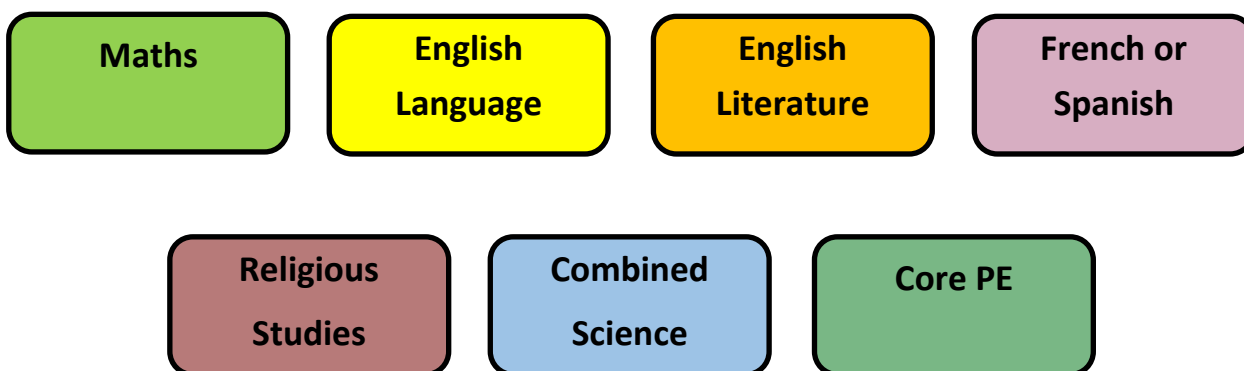 Maths
English
Language
English
Literature
French or
Spanish
Religious
Studies
Combined
Science
Core PE